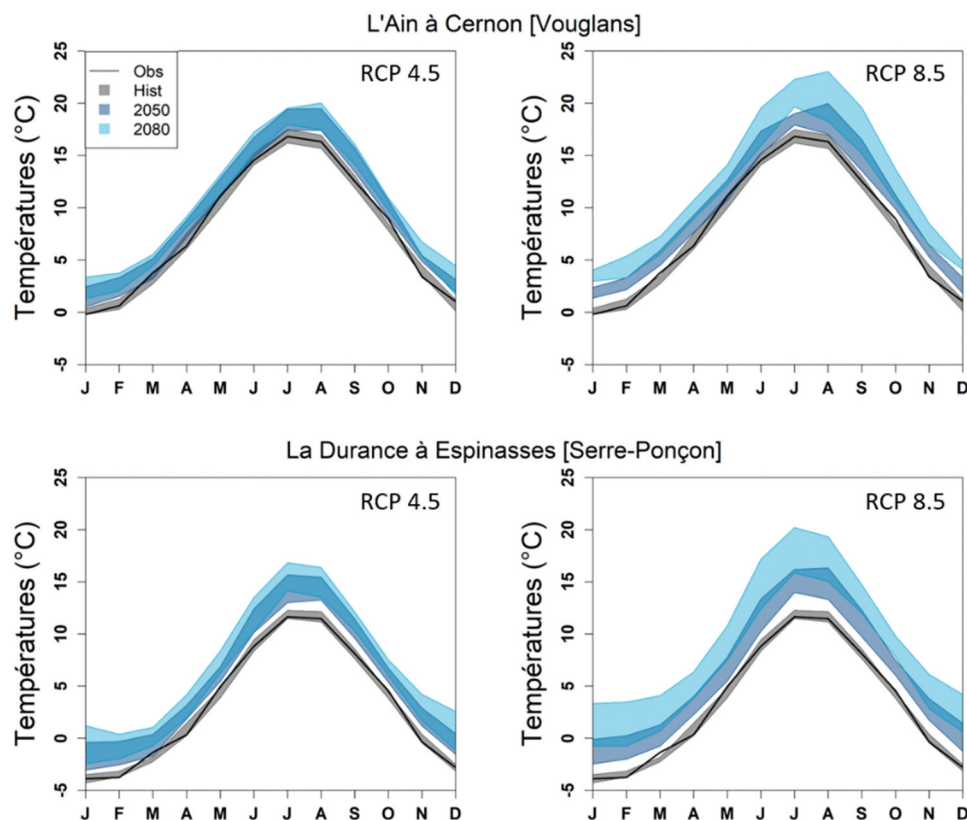 L'Ain à Cernon [Vouglans]
RCP 4.5
Obs
Hist
2050
2080
Températures (°C)
25
20
15
10
5
0
-5
J F M A M J J A S O N D
RCP 8.5
Températures (°C)
25
20
15
10
5
0
-5
J F M A M J J A S O N D
La Durance à Espinasses [Serre-Ponçon]
RCP 4.5
Températures (°C)
25
20
15
10
5
0
-5
J F M A M J J A S O N D
RCP 8.5
Températures (°C)
25
20
15
10
5
0
-5
J F M A M J J A S O N D